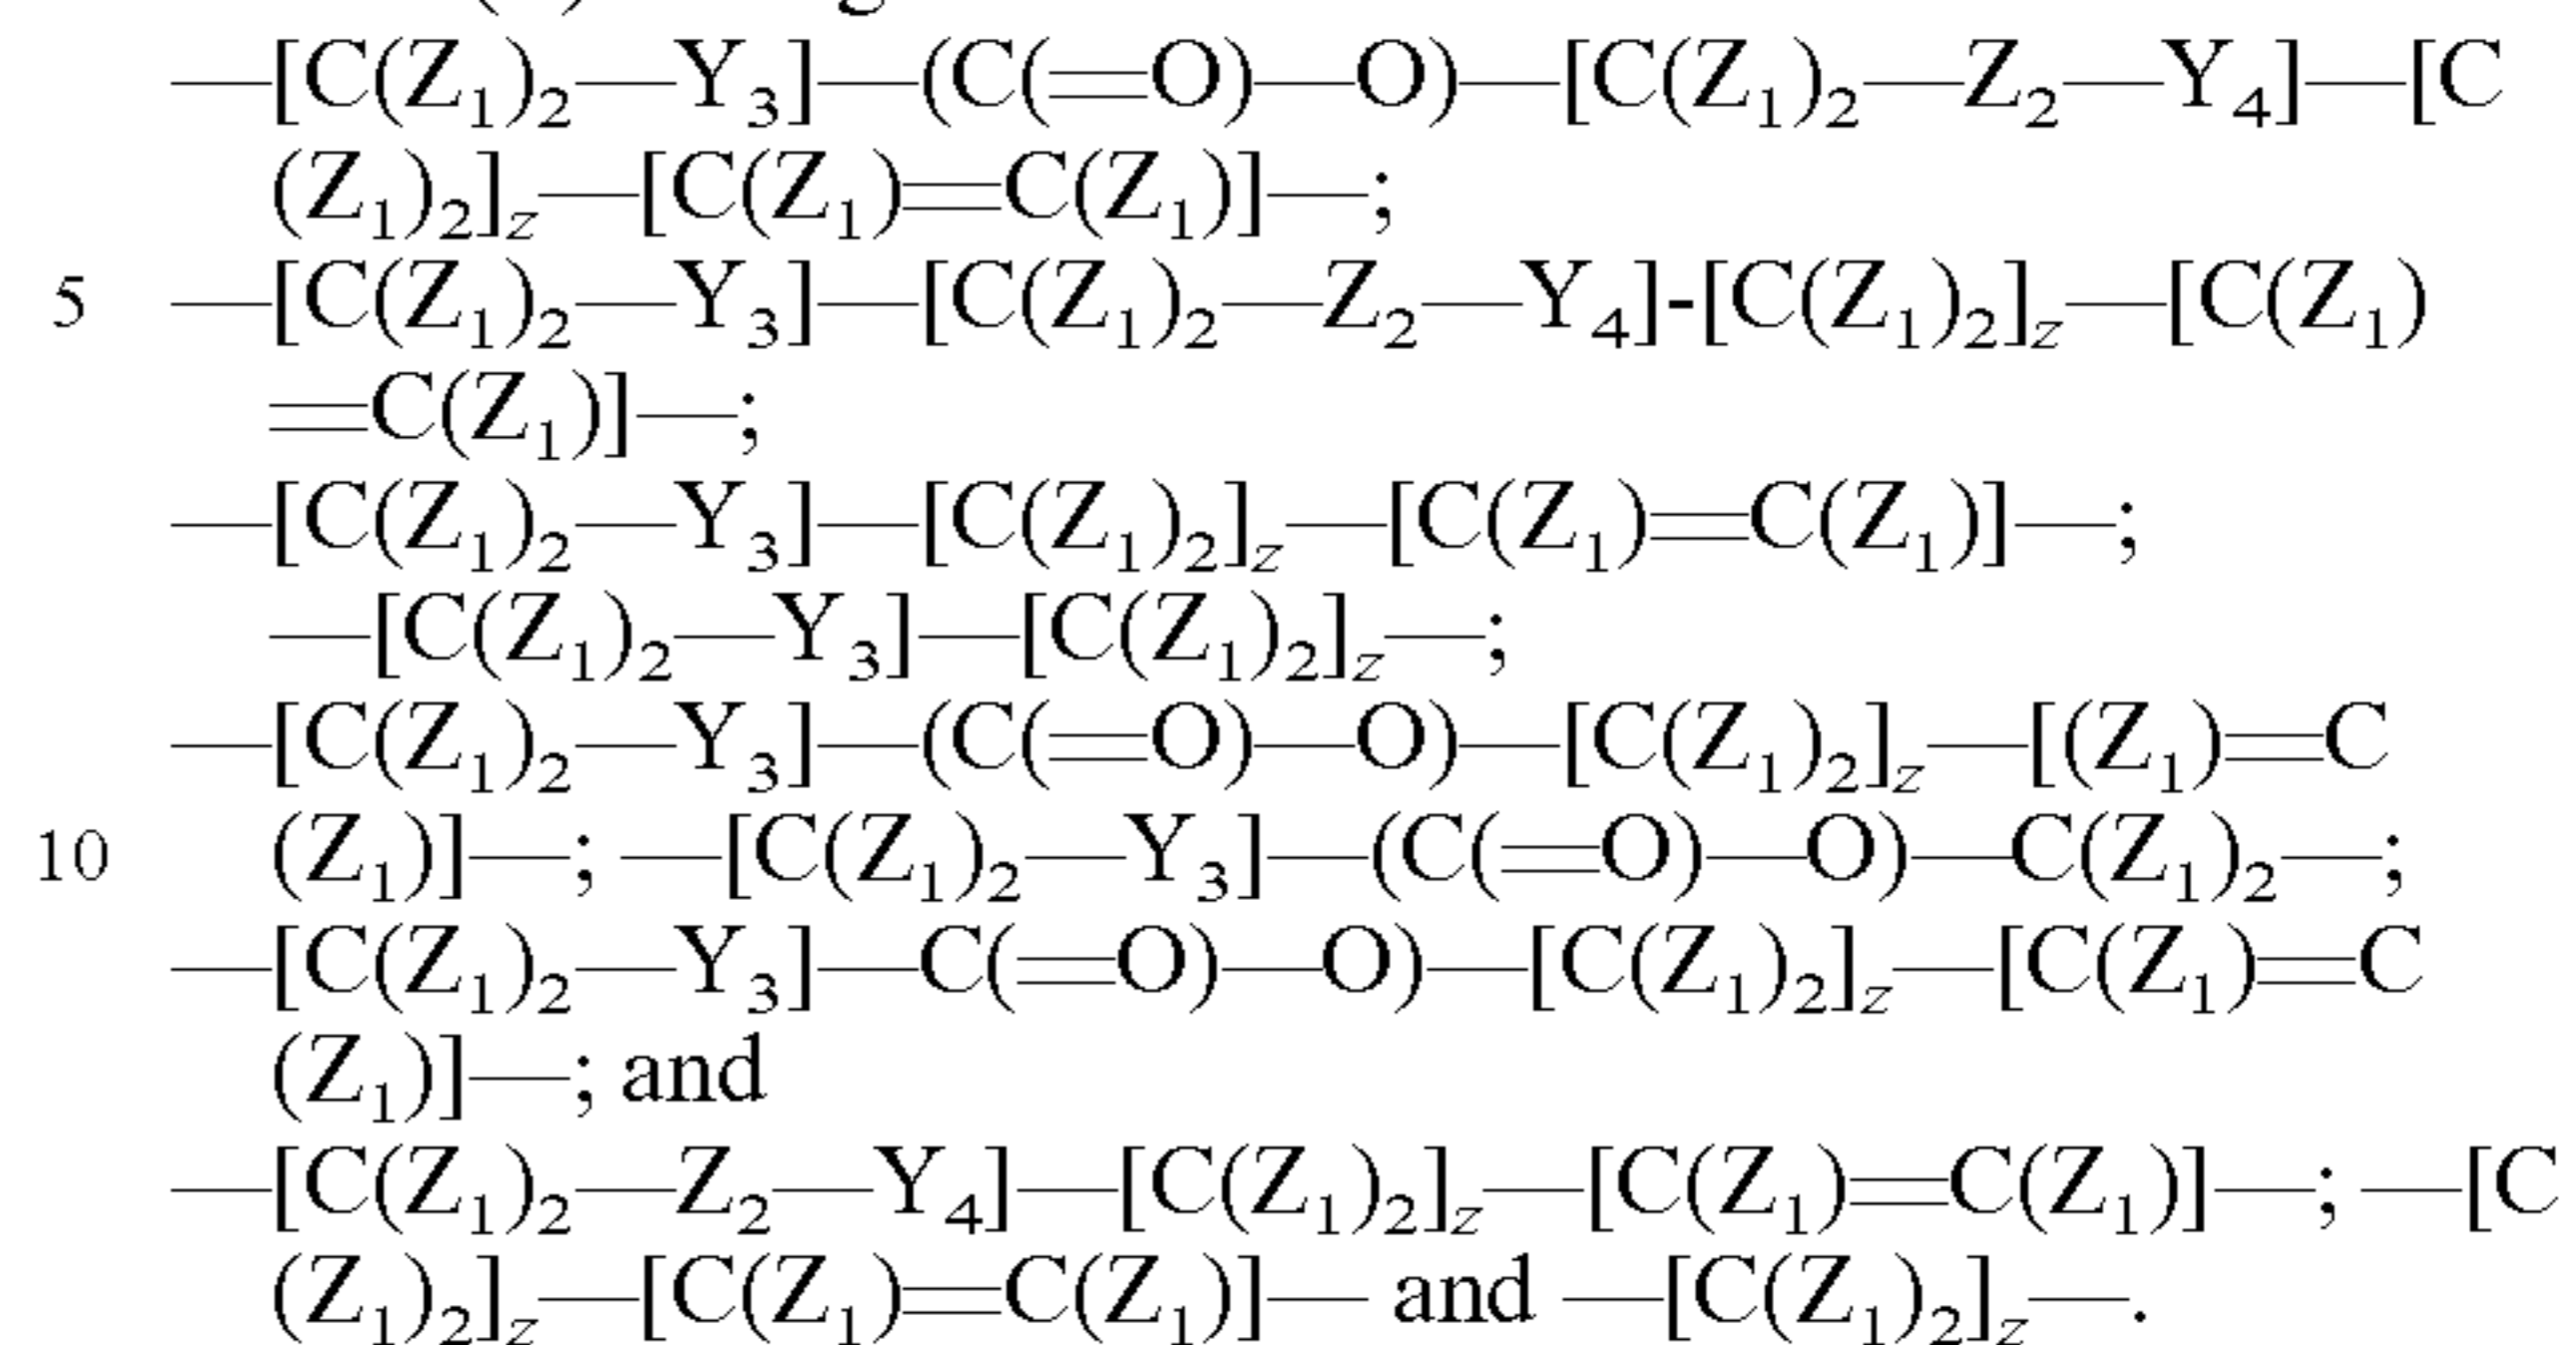 —[C(Z₁)₂—Y₃]—(C(=O)—O)—[C(Z₁)₂—Z₂—Y₄]—[C
(Z₁)₂]z—[C(Z₁)=C(Z₁)]—;
5 —[C(Z₁)₂—Y₃]—[C(Z₁)₂—Z₂—Y₄]-[C(Z₁)₂]z—[C(Z₁)
=C(Z₁)]—;
—[C(Z₁)₂—Y₃]—[C(Z₁)₂]z—[C(Z₁)=C(Z₁)]—;
—[C(Z₁)₂—Y₃]—[C(Z₁)₂]z—;
—[C(Z₁)₂—Y₃]—(C(=O)—O)—[C(Z₁)₂]z—[(Z₁)=C
10 (Z₁)]—; —[C(Z₁)₂—Y₃]—(C(=O)—O)—C(Z₁)₂—;
—[C(Z₁)₂—Y₃]—C(=O)—O)—[C(Z₁)₂]z—[C(Z₁)=C
(Z₁)]—; and
—[C(Z₁)₂—Z₂—Y₄]—[C(Z₁)₂]z—[C(Z₁)=C(Z₁)]—; —[C
(Z₁)₂]z—[C(Z₁)=C(Z₁)]— and —[C(Z₁)₂]z—.